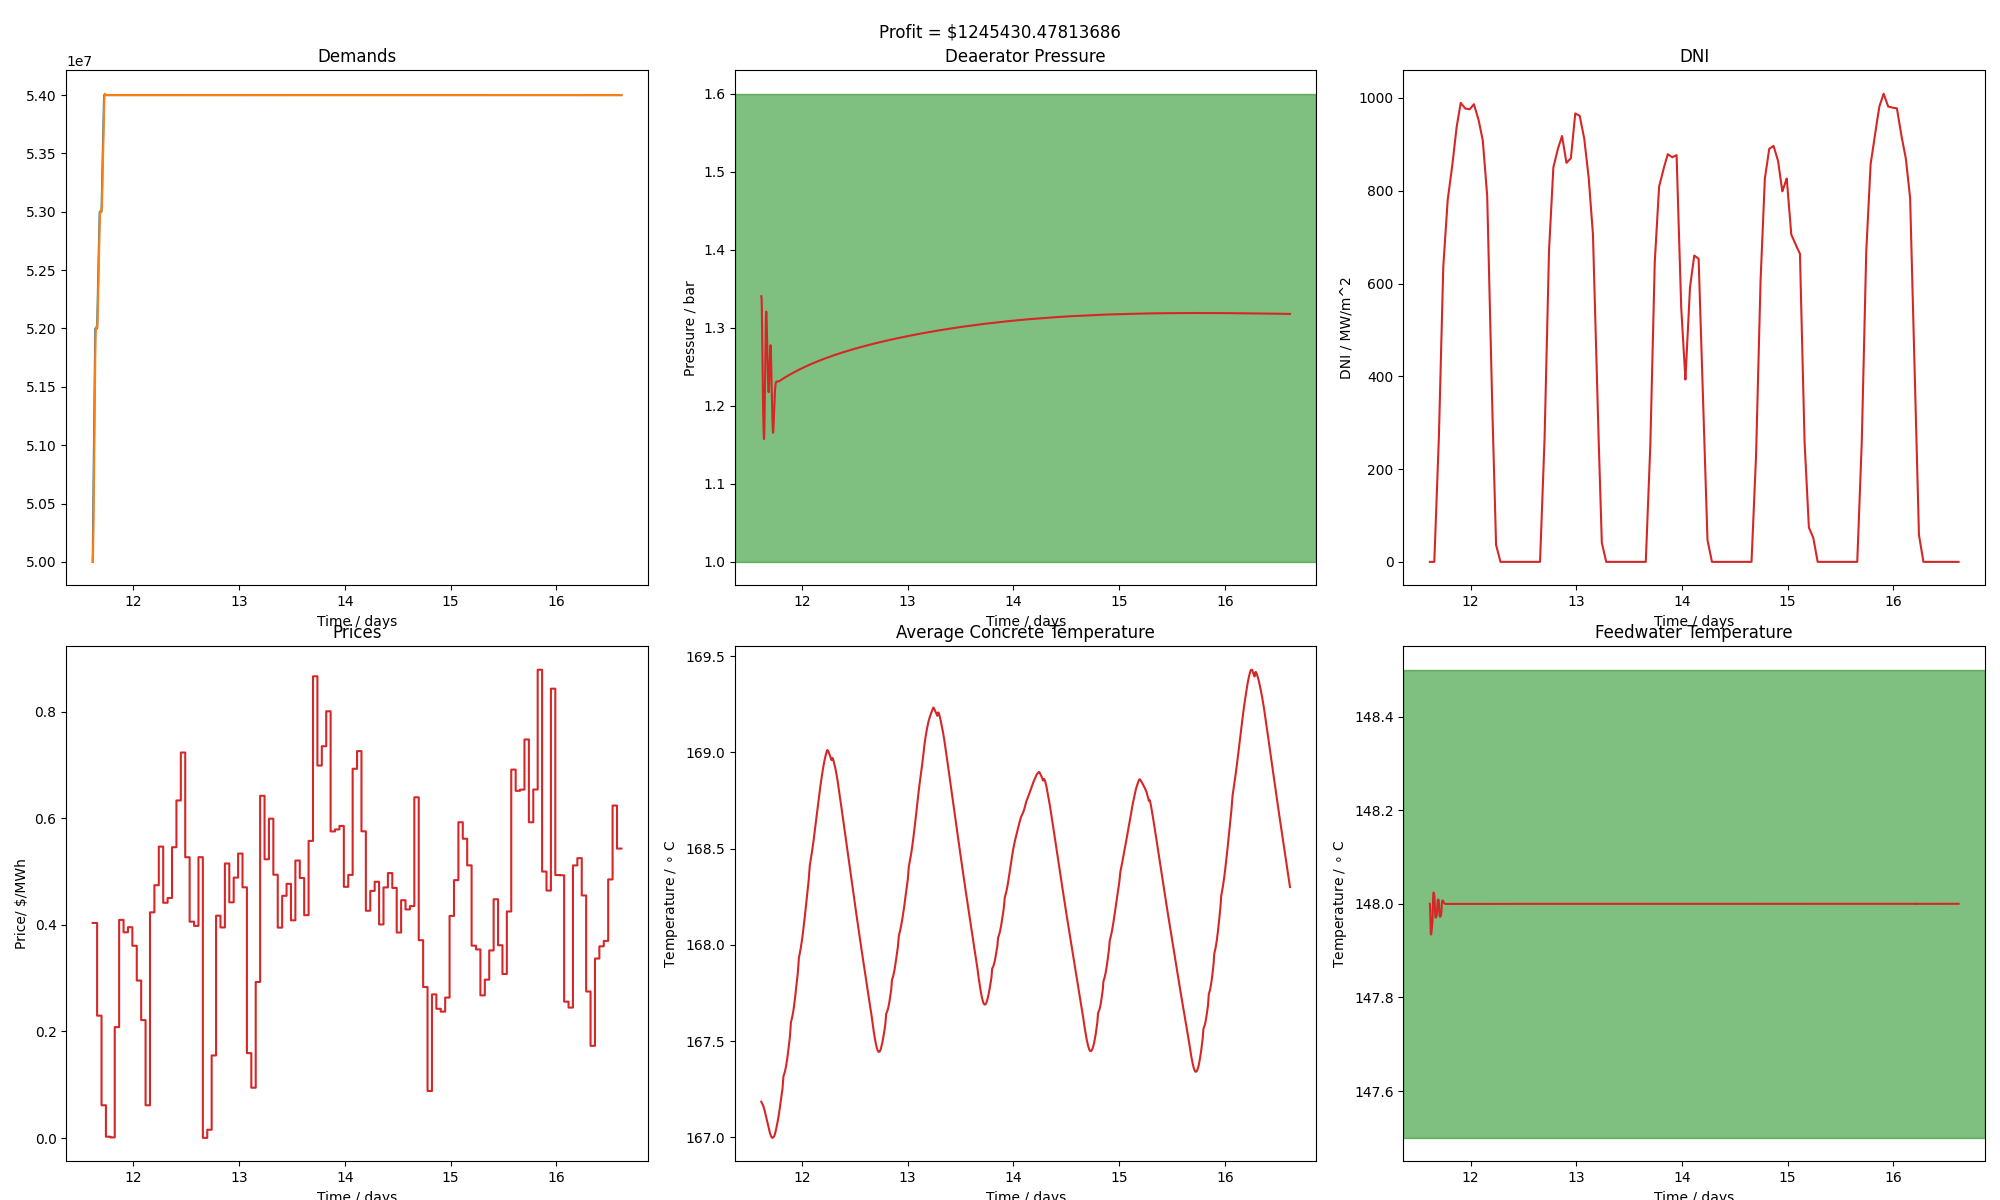 Profit = $1245430.47813686
Demands
1e7
5.40
5.35
5.30
5.25
5.20
5.15
5.10
5.05
5.00
12 13 14 15 16
Time / days
Deaerator Pressure
Pressure / bar
1.6
1.5
1.4
1.3
1.2
1.1
1.0
12 13 14 15 16
Time / days
DNI
DNI / MW/m^2
1000
800
600
400
200
0
12 13 14 15 16
Time / days
Prices
Price/ $/MWh
0.8
0.6
0.4
0.2
0.0
12 13 14 15 16
Time / days
Average Concrete Temperature
Temperature / ∘ C
169.5
169.0
168.5
168.0
167.5
167.0
12 13 14 15 16
Time / days
Feedwater Temperature
Temperature / ∘ C
148.4
148.2
148.0
147.8
147.6
12 13 14 15 16
Time / days